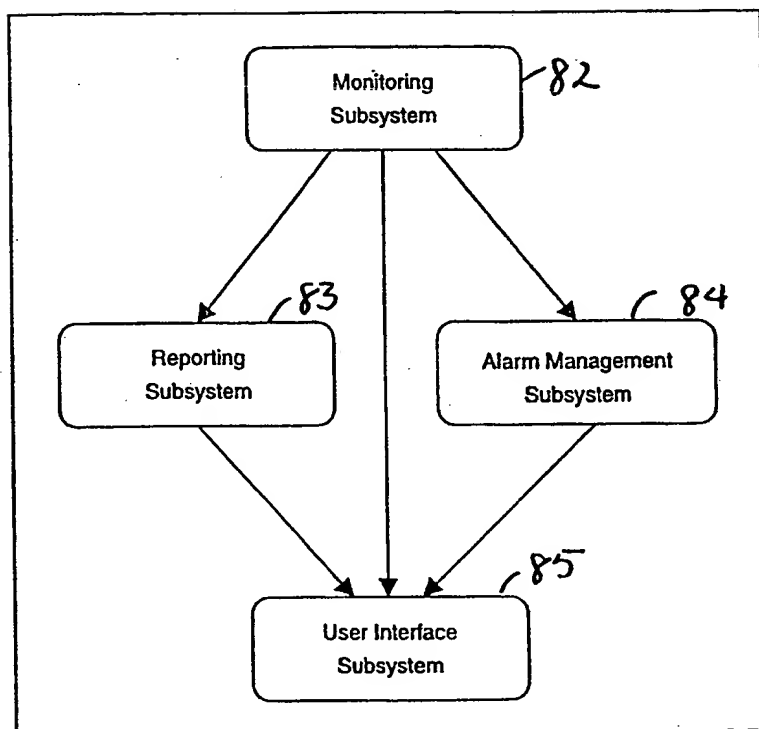 Monitoring
Subsystem
82
83
84
Reporting
Subsystem
Alarm Management
Subsystem
85
User Interface
Subsystem